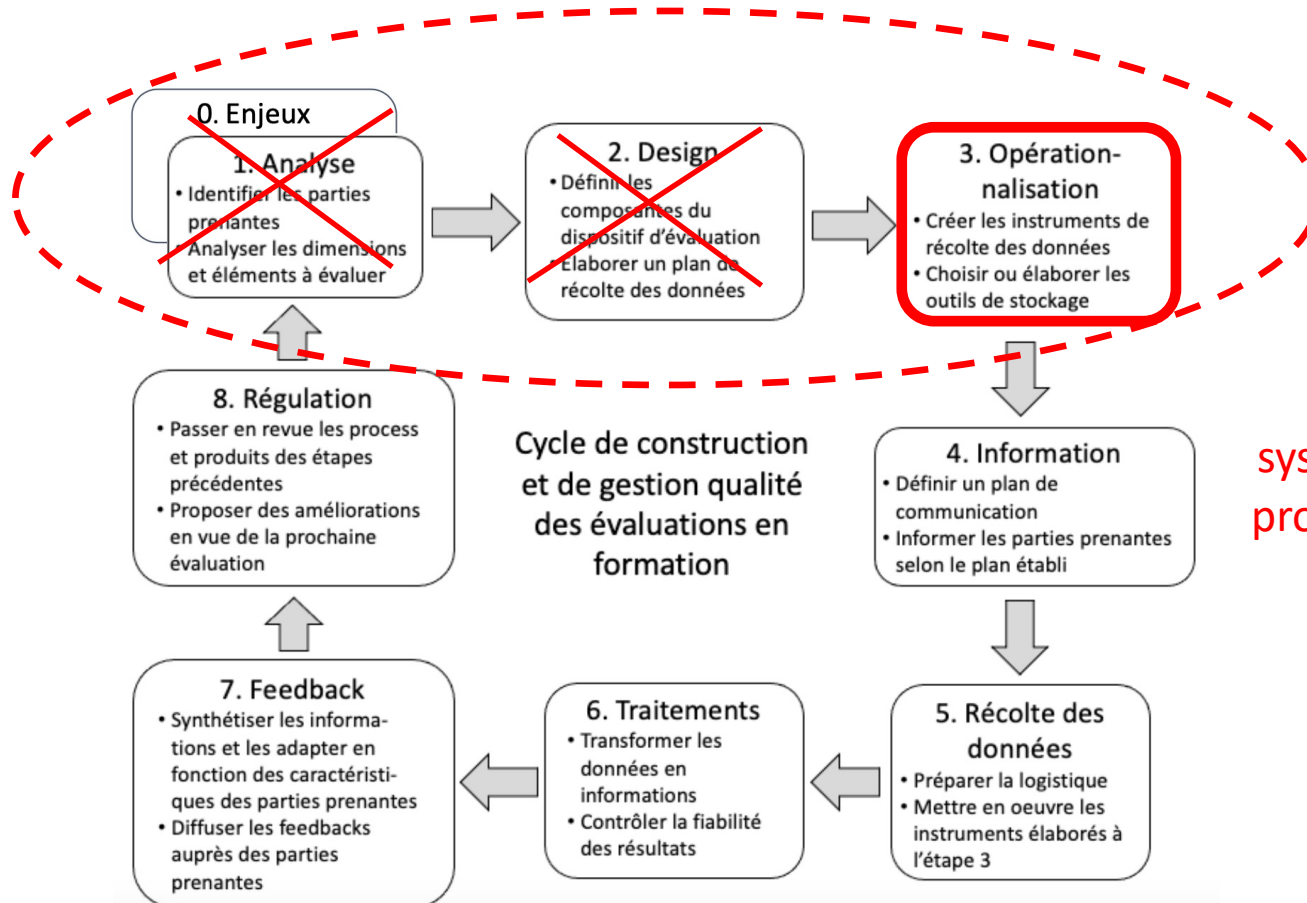 0. Enjeux
1. Analyse
• Identifier les parties
prenantes
• Analyser les dimensions
et éléments à évaluer
2. Design
• Définir les
composantes du
dispositif d’évaluation
• Elaborer un plan de
récolte des données
3. Opération-
nalisation
• Créer les instruments de
récolte des données
• Choisir ou élaborer les
outils de stockage
8. Régulation
• Passer en revue les process
et produits des étapes
précédentes
• Proposer des améliorations
en vue de la prochaine
évaluation
Cycle de construction
et de gestion qualité
des évaluations en
formation
4. Information
• Définir un plan de
communication
• Informer les parties prenantes
selon le plan établi
sys
pro
7. Feedback
• Synthétiser les informa-
tions et les adapter en
fonction des caractéristi-
ques des parties prenantes
• Diffuser les feedbacks
auprès des parties
prenantes
6. Traitements
• Transformer les
données en
informations
• Contrôler la fiabilité
des résultats
5. Récolte des
données
• Préparer la logistique
• Mettre en oeuvre les
instruments élaborés à
l’étape 3